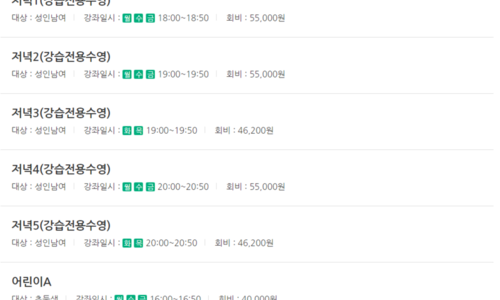 저녁1(강습전용수영)
대상 : 성인남여 강좌일시 : 월 수 금 18:00~18:50 회비 : 55,000원
저녁2(강습전용수영)
대상 : 성인남여 강좌일시 : 월 수 금 19:00~19:50 회비 : 55,000원
저녁3(강습전용수영)
대상 : 성인남여 강좌일시 : 화 목 19:00~19:50 회비 : 46,200원
저녁4(강습전용수영)
대상 : 성인남여 강좌일시 : 월 수 금 20:00~20:50 회비 : 55,000원
저녁5(강습전용수영)
대상 : 성인남여 강좌일시 : 화 목 20:00~20:50 회비 : 46,200원
어린이A
대상 : 초등생 강좌일시 : 월 수 금 16:00~16:50 회비 : 40,000원